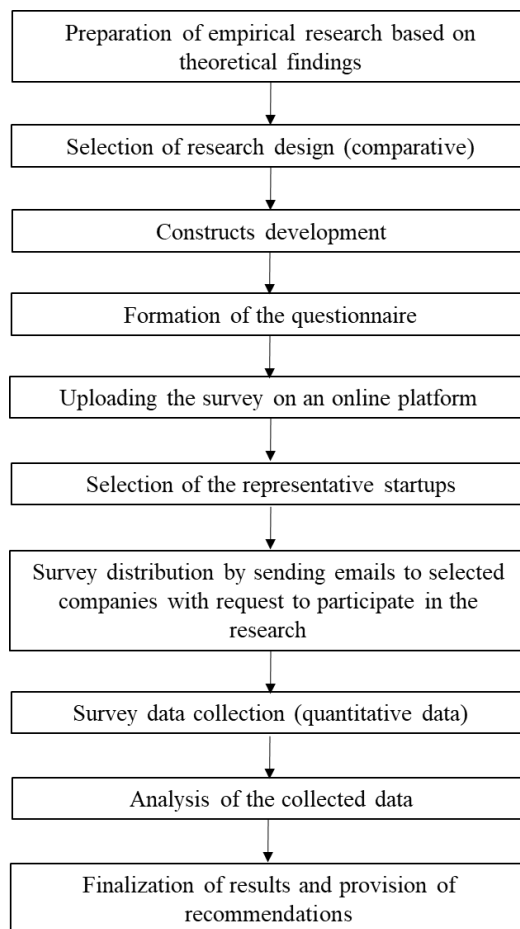 Preparation of empirical research based on
theoretical findings
Selection of research design (comparative)
Constructs development
Formation of the questionnaire
Uploading the survey on an online platform
Selection of the representative startups
Survey distribution by sending emails to selected
companies with request to participate in the
research
Survey data collection (quantitative data)
Analysis of the collected data
Finalization of results and provision of
recommendations